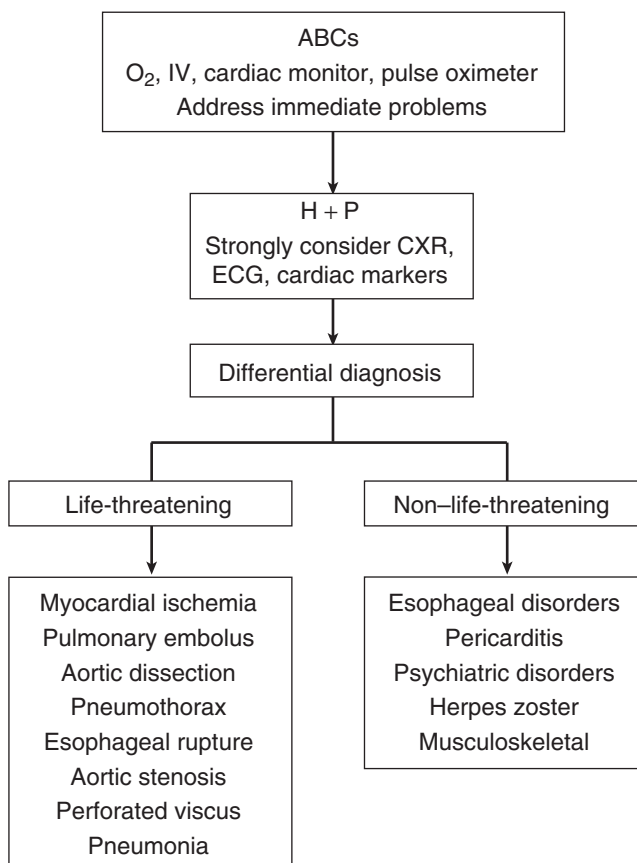 ABCs
O₂, IV, cardiac monitor, pulse oximeter
Address immediate problems
H + P
Strongly consider CXR,
ECG, cardiac markers
Differential diagnosis
Life-threatening
Non–life-threatening
Myocardial ischemia
Pulmonary embolus
Aortic dissection
Pneumothorax
Esophageal rupture
Aortic stenosis
Perforated viscus
Pneumonia
Esophageal disorders
Pericarditis
Psychiatric disorders
Herpes zoster
Musculoskeletal